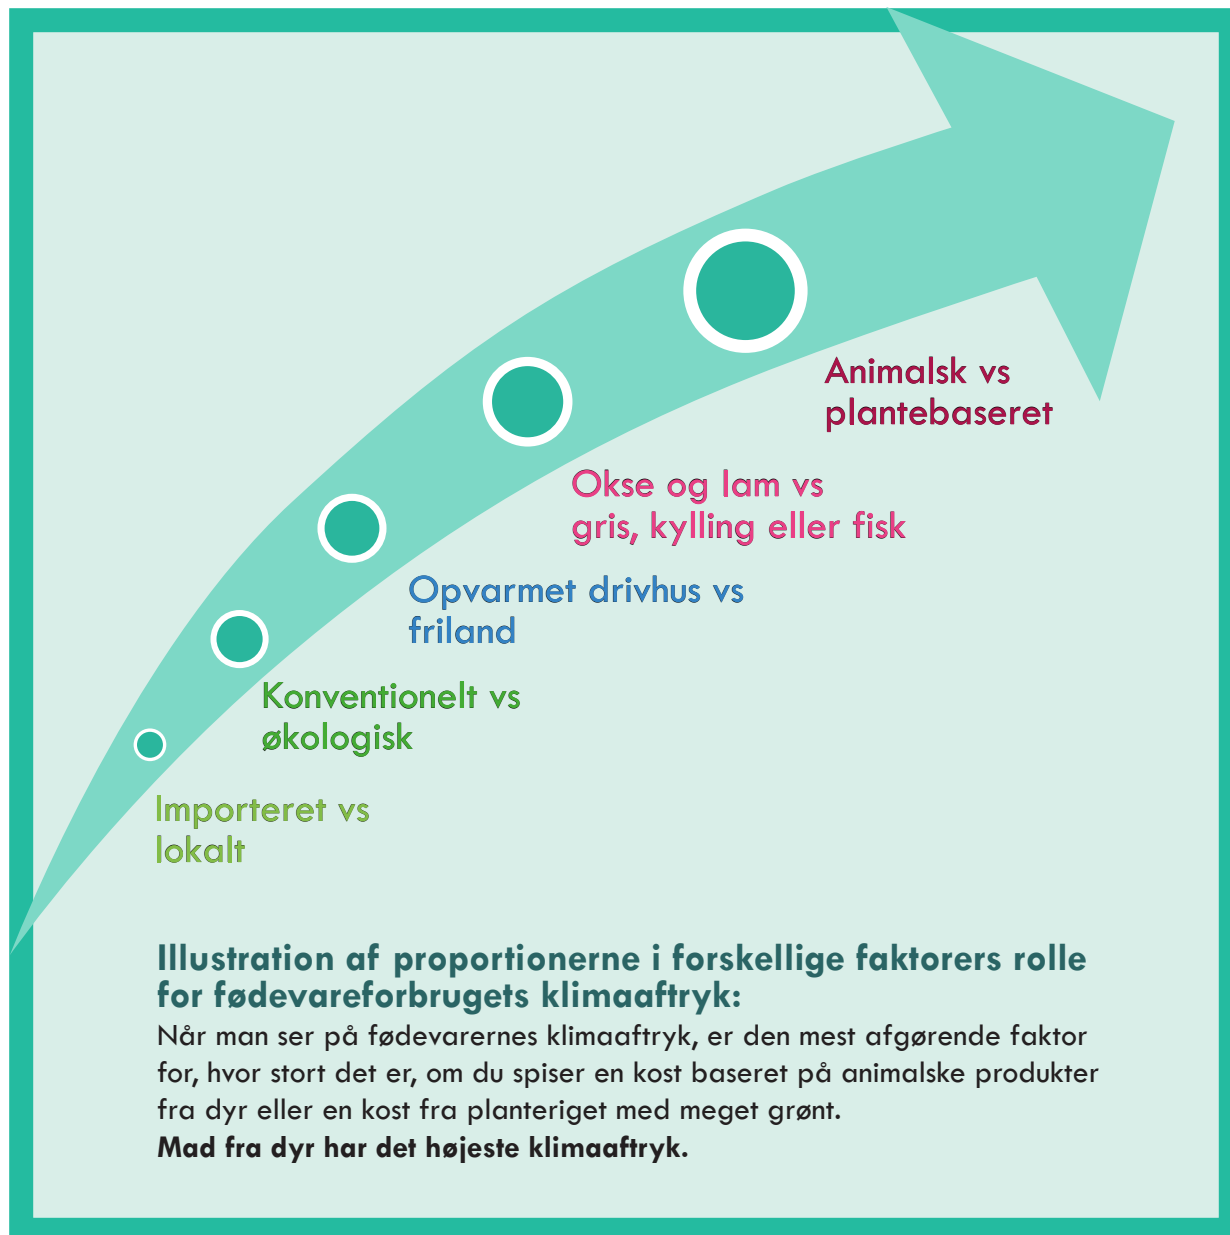 Animalsk vs
plantebaseret
Okse og lam vs
gris, kylling eller fisk
Opvarmet drivhus vs
friland
Konventionelt vs
økologisk
Importeret vs
lokalt
Illustration af proportionerne i forskellige faktorers rolle
for fødevareforbrugets klimaaftryk:
Når man ser på fødevarernes klimaaftryk, er den mest afgørende faktor
for, hvor stort det er, om du spiser en kost baseret på animalske produkter
fra dyr eller en kost fra planteriget med meget grønt.
Mad fra dyr har det højeste klimaaftryk.